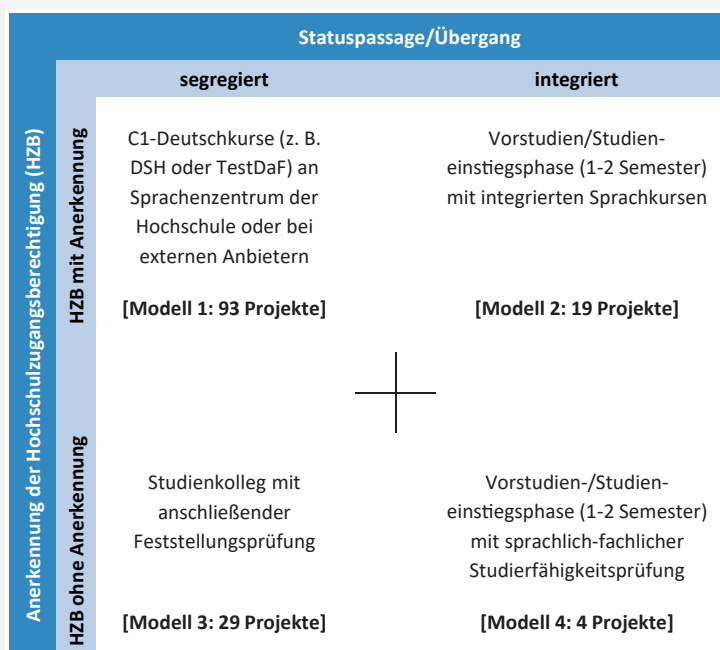 Statuspassage/Übergang
segregiert
integriert
Anerkennung der Hochschulzugangsberechtigung (HZB)
HZB mit Anerkennung
C1-Deutschkurse (z. B.
DSH oder TestDaF) an
Sprachenzentrum der
Hochschule oder bei
externen Anbietern
[Modell 1: 93 Projekte]
Vorstudien/Studien-
einstiegsphase (1-2 Semester)
mit integrierten Sprachkursen
[Modell 2: 19 Projekte]
HZB ohne Anerkennung
Studienkolleg mit
anschließender
Feststellungsprüfung
[Modell 3: 29 Projekte]
Vorstudien-/Studien-
einstiegsphase (1-2 Semester)
mit sprachlich-fachlicher
Studierfähigkeitsprüfung
[Modell 4: 4 Projekte]